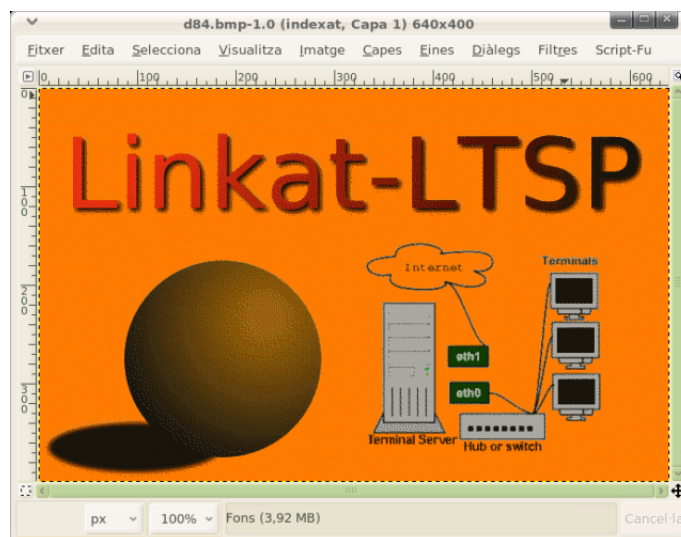 d84.bmp-1.0 (indexat, Capa 1) 640x400
Fitxer Edita Selecciona Visualitza Imatge Capes Eines Diàlegs Filtres Script-Fu
0 100 200 300 400 500 600
0
100
200
300
Linkat-LTSP
Internet
Terminals
eth1
eth0
Terminal Server
Hub or switch
px 100% Fons (3,92 MB)